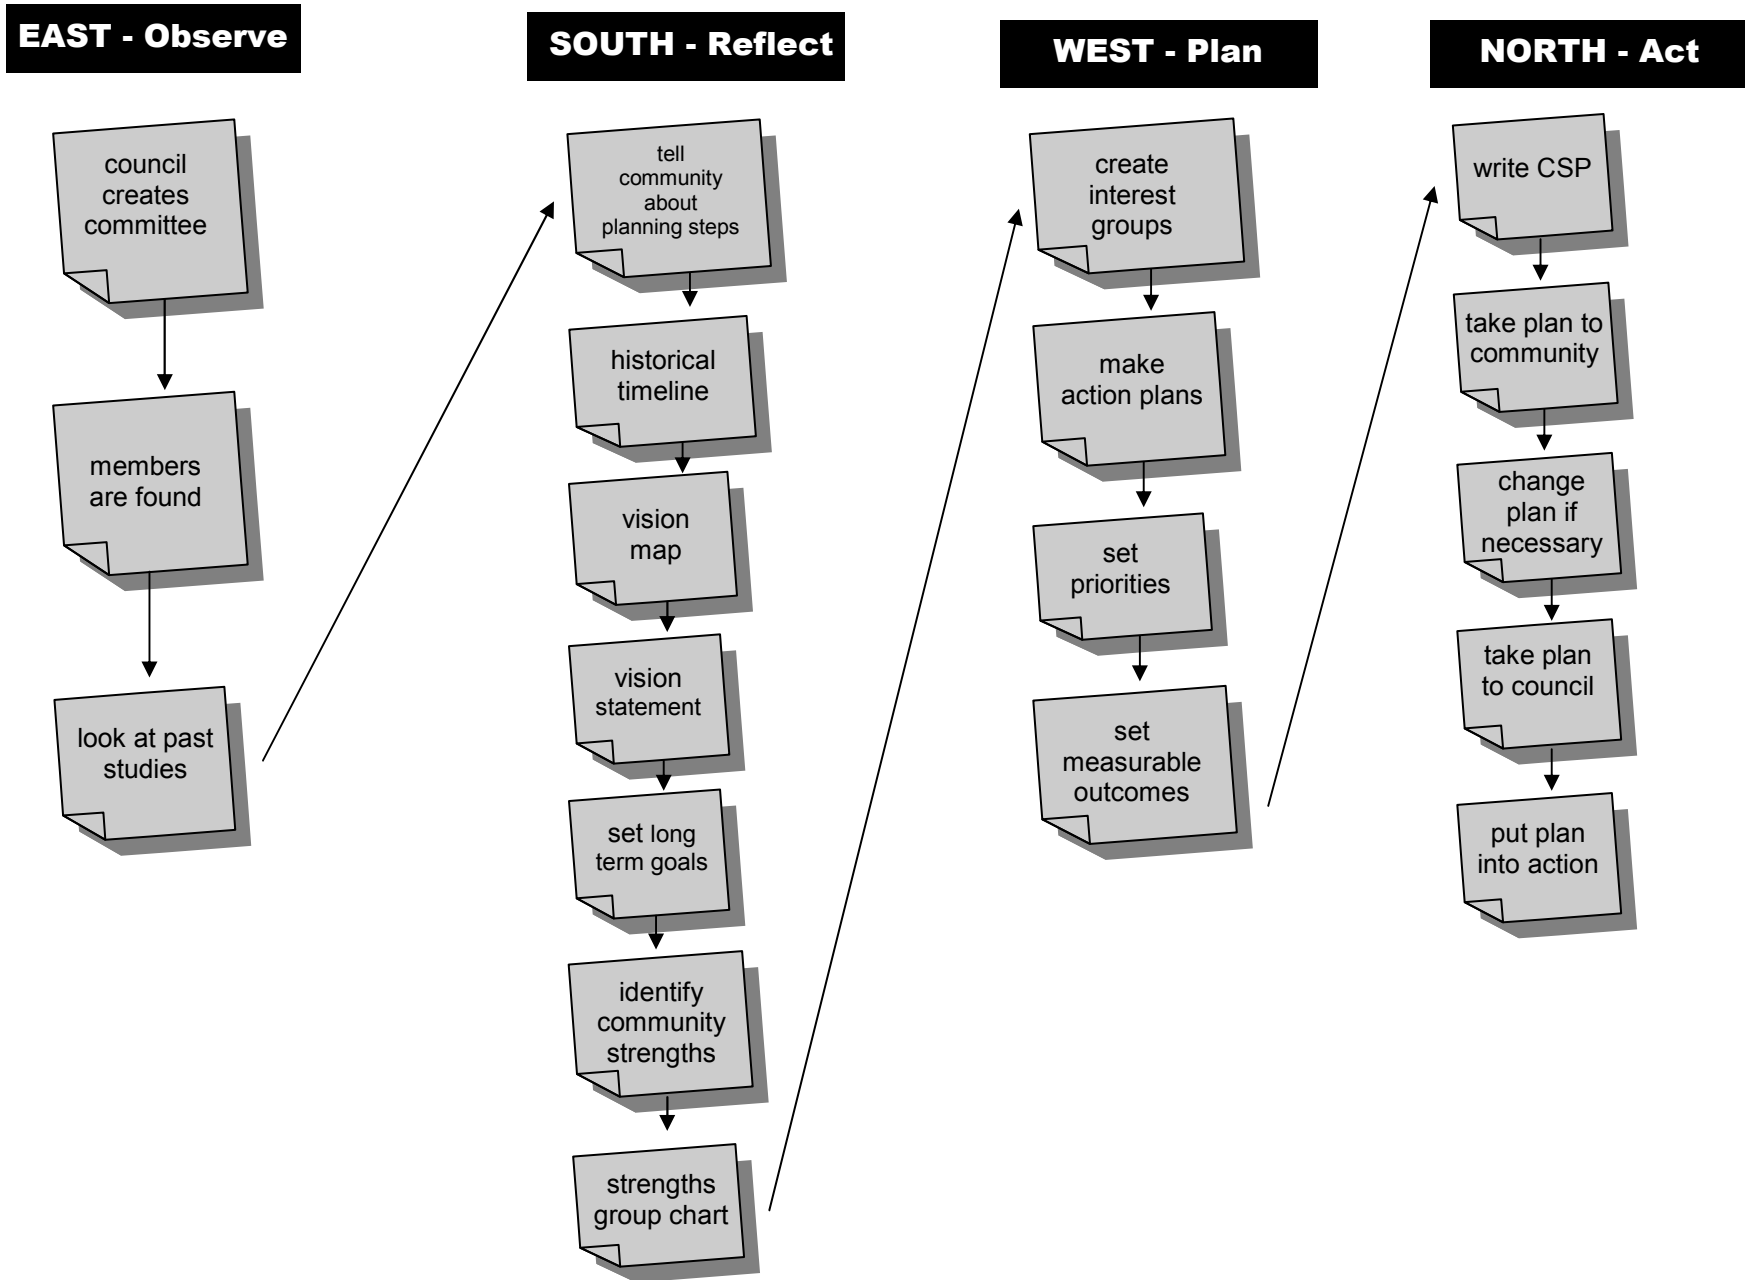 EAST - Observe
council
creates
committee
members
are found
look at past
studies
SOUTH - Reflect
tell
community
about
planning steps
historical
timeline
vision
map
vision
statement
set long
term goals
identify
community
strengths
strengths
group chart
WEST - Plan
create
interest
groups
make
action plans
set
priorities
set
measurable
outcomes
NORTH - Act
write CSP
take plan to
community
change
plan if
necessary
take plan
to council
put plan
into action